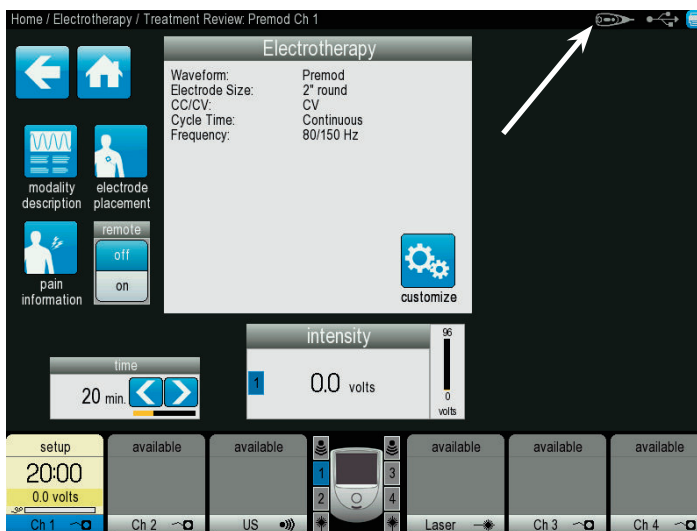 Home / Electrotherapy / Treatment Review: Premod Ch 1
Electrotherapy
Waveform: Premod
Electrode Size: 2" round
CC/CV: CV
Cycle Time: Continuous
Frequency: 80/150 Hz
modality
description
electrode
placement
remote
off
on
pain
information
customize
intensity
1
0.0 volts
96
0
volts
time
20 min.
setup
20:00
0.0 volts
Ch 1
available
Ch 2
available
US
1
2
3
4
available
Laser
available
Ch 3
available
Ch 4